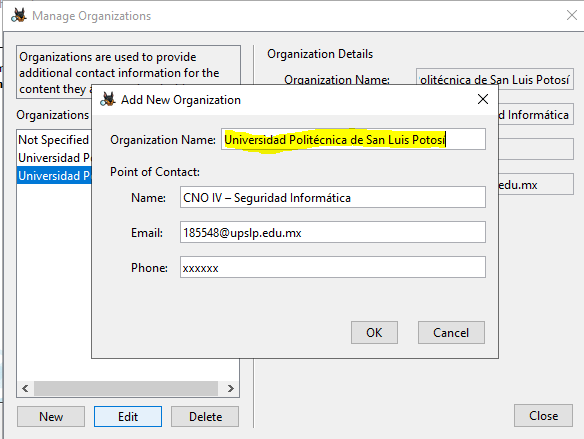 Manage Organizations
Organizations are used to provide
additional contact information for the
content they
Organizations
Not Specified
Universidad
Universidad
New
Edit
Delete
Organization Details
Organization Name:
olitécnica de San Luis Potosí
d Informática
edu.mx
Close
Add New Organization
Organization Name:
Universidad Politécnica de San Luis Potosí
Point of Contact:
Name:
CNO IV – Seguridad Informática
Email:
185548@upslp.edu.mx
Phone:
xxxxxx
OK
Cancel